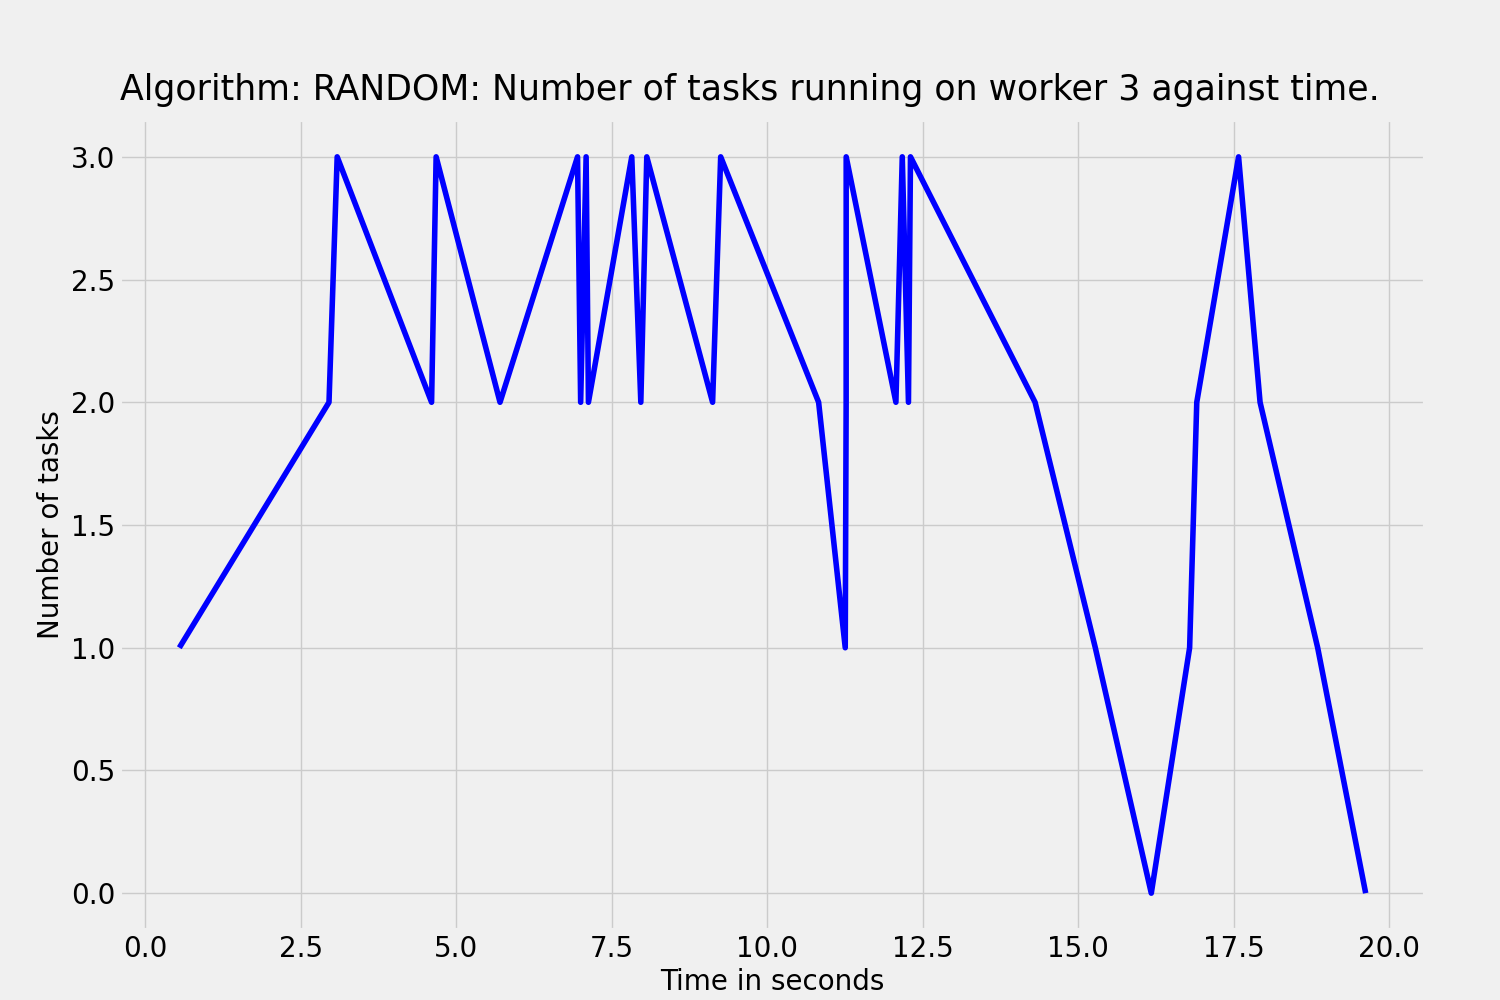 Algorithm: RANDOM: Number of tasks running on worker 3 against time.
3.0
2.5
2.0
1.5
1.0
0.5
0.0
Number of tasks
0.0 2.5 5.0 7.5 10.0 12.5 15.0 17.5 20.0
Time in seconds